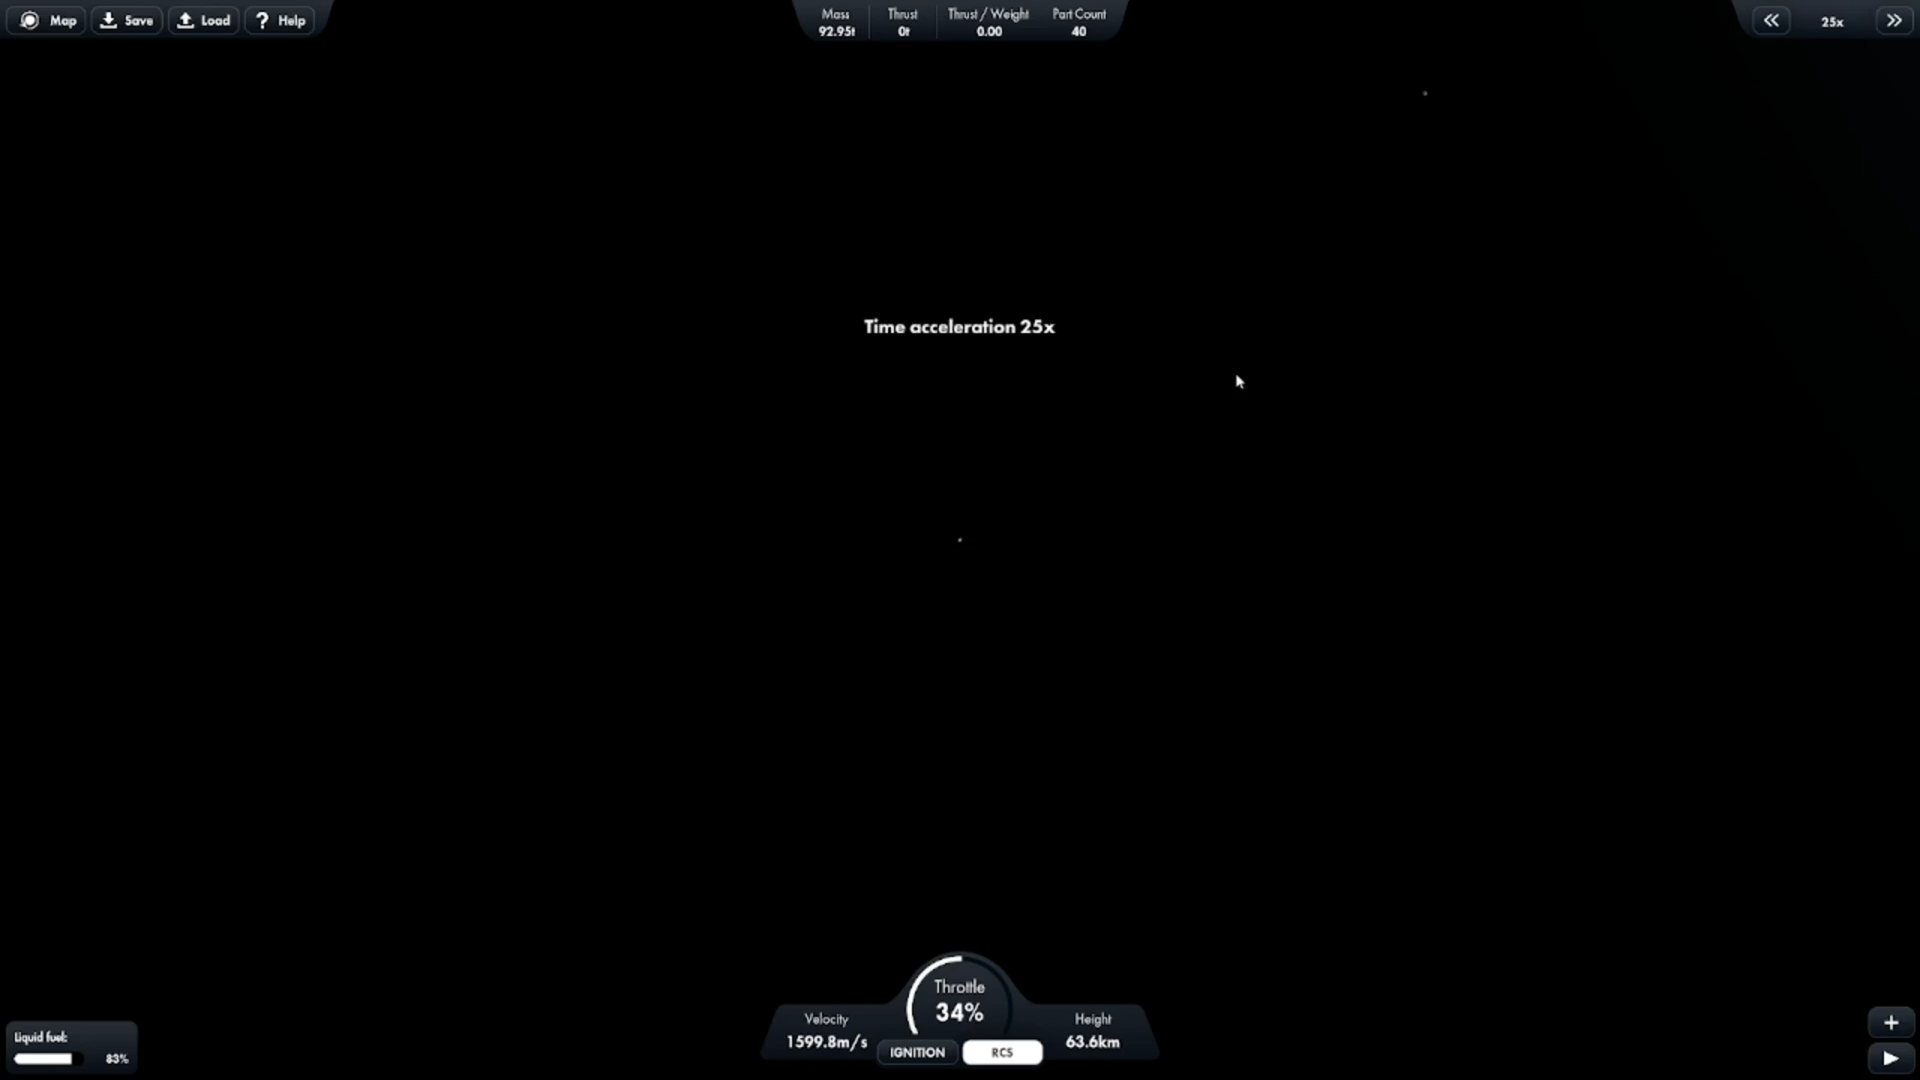 Map Save Load ? Help
Mass Thrust Thrust / Weight Part Count
92.95t 0t 0.00 40
25x
Time acceleration 25x
Throttle
34%
Velocity Height
1599.8m/s 63.6km
IGNITION RCS
Liquid fuel:
83%